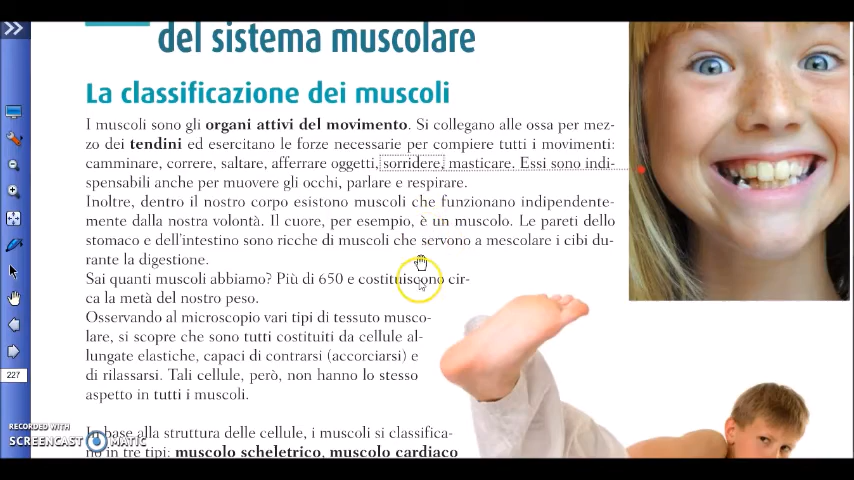 del sistema muscolare
La classificazione dei muscoli
I muscoli sono gli organi attivi del movimento. Si collegano alle ossa per mez-
zo dei tendini ed esercitano le forze necessarie per compiere tutti i movimenti:
camminare, correre, saltare, afferrare oggetti, sorridere, masticare. Essi sono indi-
spensabili anche per muovere gli occhi, parlare e respirare.
Inoltre, dentro il nostro corpo esistono muscoli che funzionano indipendente-
mente dalla nostra volontà. Il cuore, per esempio, è un muscolo. Le pareti dello
stomaco e dell'intestino sono ricche di muscoli che servono a mescolare i cibi du-
rante la digestione.
Sai quanti muscoli abbiamo? Più di 650 e costituiscono cir-
ca la metà del nostro peso.
Osservando al microscopio vari tipi di tessuto musco-
lare, si scopre che sono tutti costituiti da cellule al-
lungate elastiche, capaci di contrarsi (accorciarsi) e
di rilassarsi. Tali cellule, però, non hanno lo stesso
aspetto in tutti i muscoli.
In base alla struttura delle cellule, i muscoli si classifica-
no in tre tipi: muscolo scheletrico, muscolo cardiaco
227
RECORDED WITH
SCREENCAST MATIC